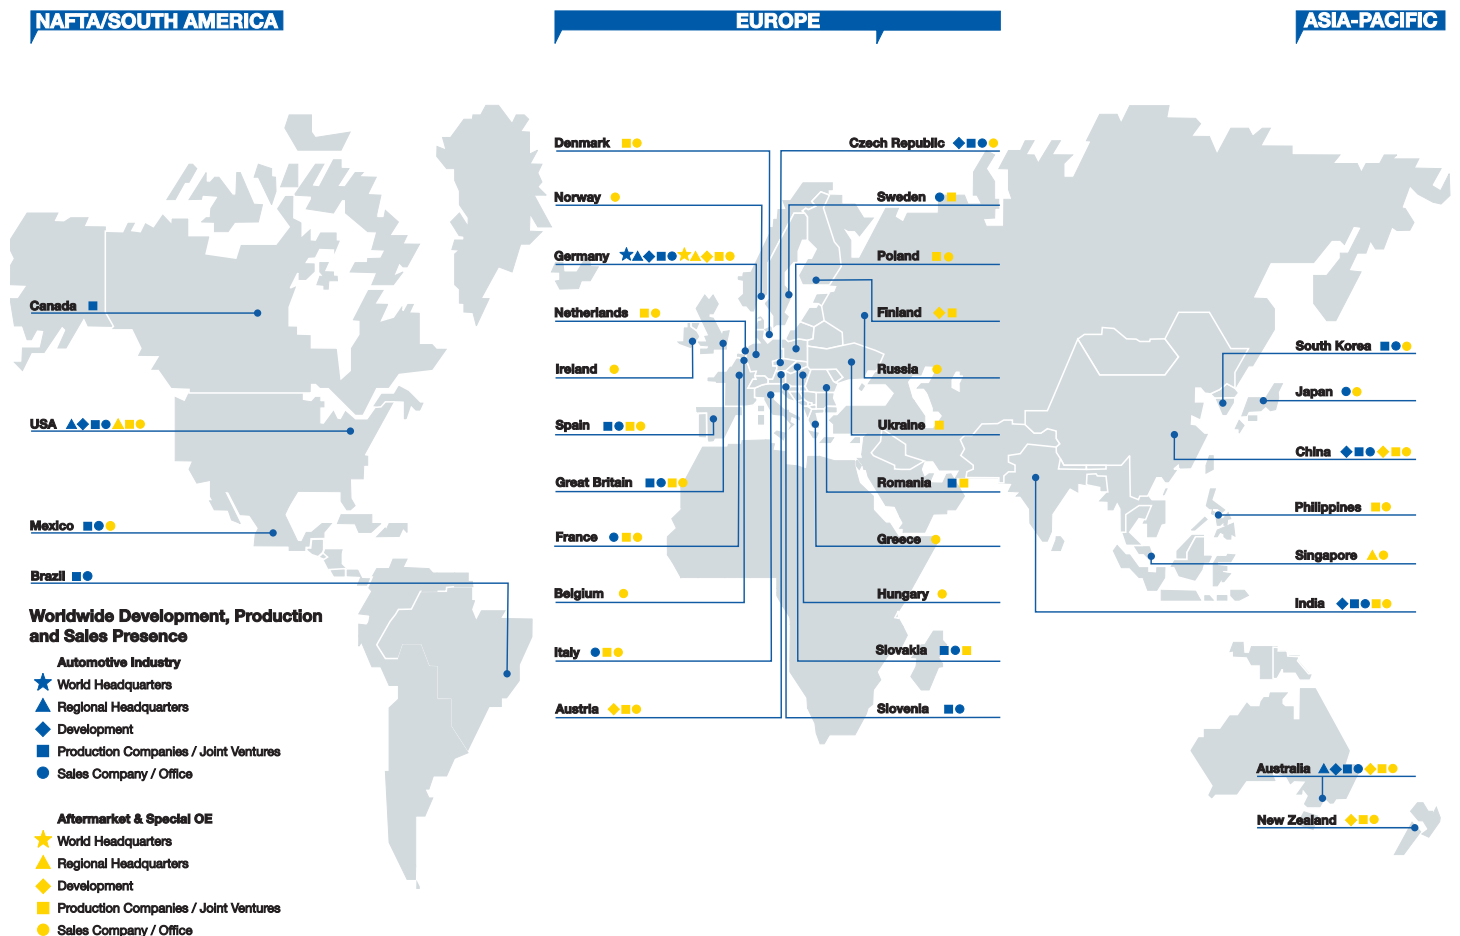 NAFTA/SOUTH AMERICA
EUROPE
ASIA-PACIFIC
Canada
USA
Mexico
Brazil
Denmark
Norway
Germany
Netherlands
Ireland
Spain
Great Britain
France
Belgium
Italy
Austria
Czech Republic
Sweden
Poland
Finland
Russia
Ukraine
Romania
Greece
Hungary
Slovakia
Slovenia
South Korea
Japan
China
Philippines
Singapore
India
Australia
New Zealand
Worldwide Development, Production
and Sales Presence
Automotive Industry
World Headquarters
Regional Headquarters
Development
Production Companies / Joint Ventures
Sales Company / Office
Aftermarket & Special OE
World Headquarters
Regional Headquarters
Development
Production Companies / Joint Ventures
Sales Company / Office